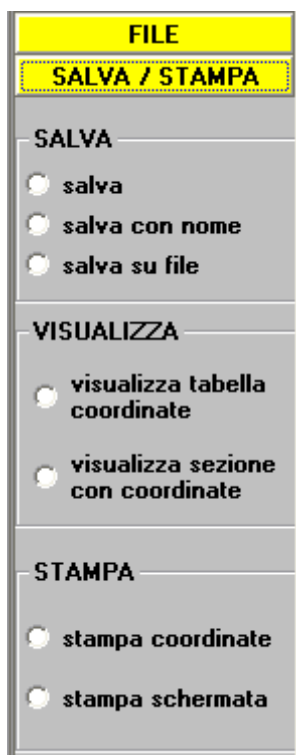 FILE
SALVA / STAMPA
SALVA
salva
salva con nome
salva su file
VISUALIZZA
visualizza tabella
coordinate
visualizza sezione
con coordinate
STAMPA
stampa coordinate
stampa schermata